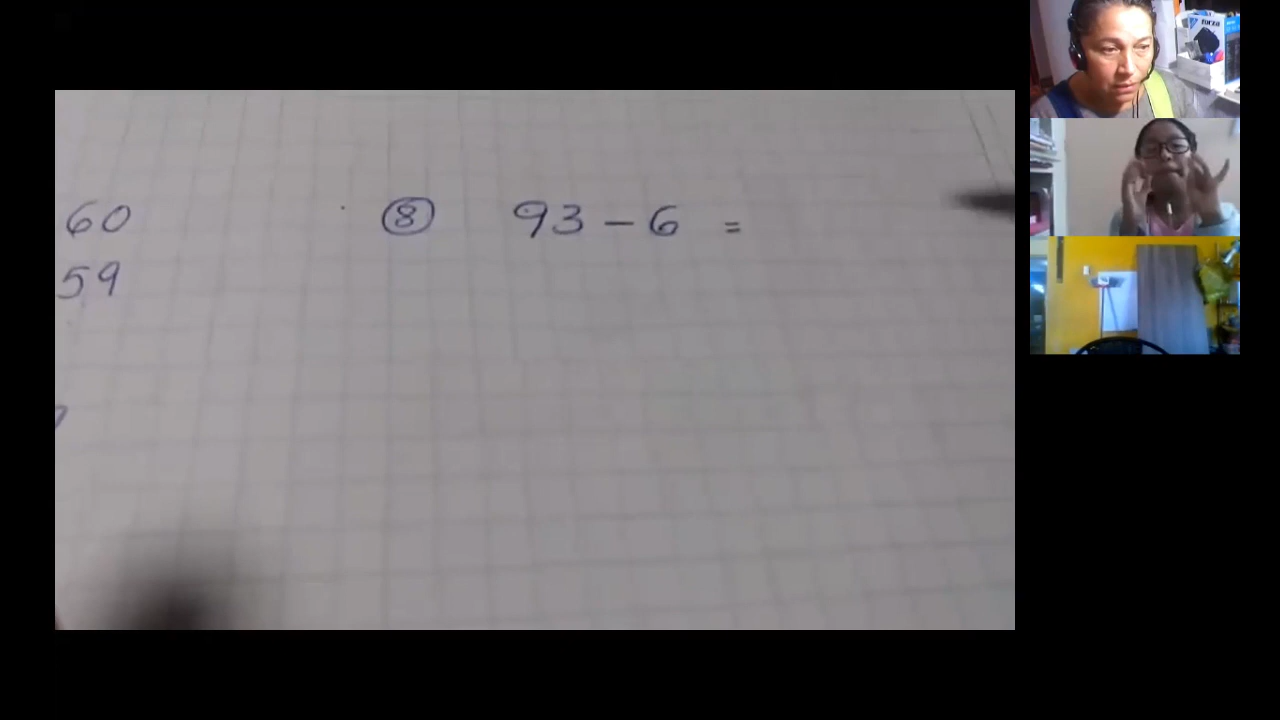 60
59
⑧ 93 - 6 =